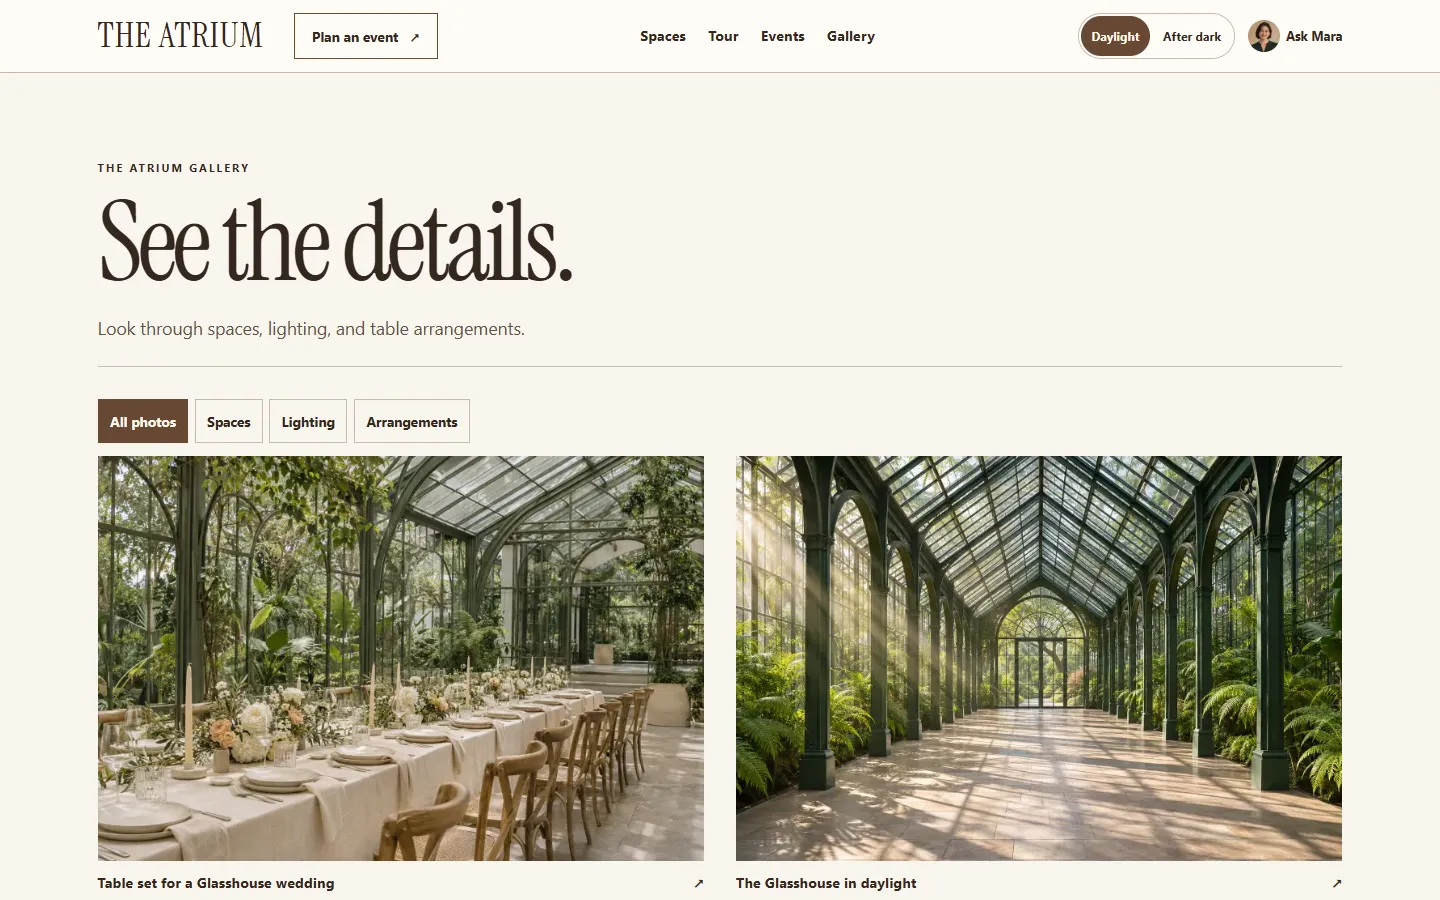 THE ATRIUM
Plan an event ↗
Spaces Tour Events Gallery
Daylight After dark
Ask Mara
THE ATRIUM GALLERY
See the details.
Look through spaces, lighting, and table arrangements.
All photos Spaces Lighting Arrangements
Table set for a Glasshouse wedding ↗
The Glasshouse in daylight ↗